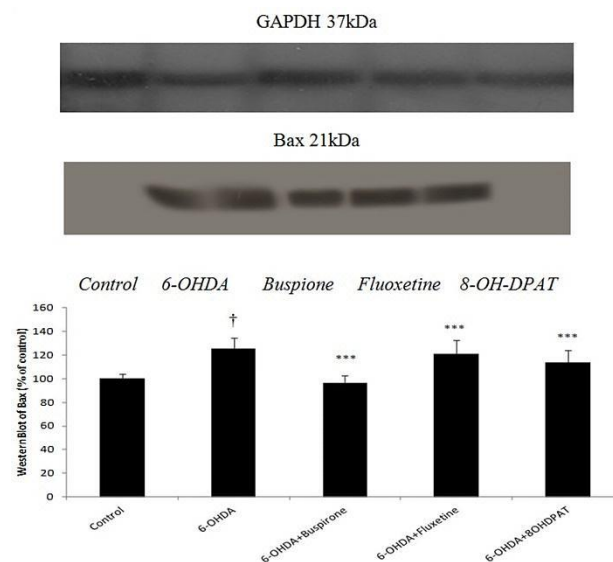 GAPDH 37kDa
Bax 21kDa
Control 6-OHDA Buspione Fluoxetine 8-OH-DPAT
160
140
120
100
80
60
40
20
0
Western Blot of Bax (% of control)
†
***
***
***
Control
6-OHDA
6-OHDA+Buspirone
6-OHDA+Fluxetine
6-OHDA+8OHDPAT